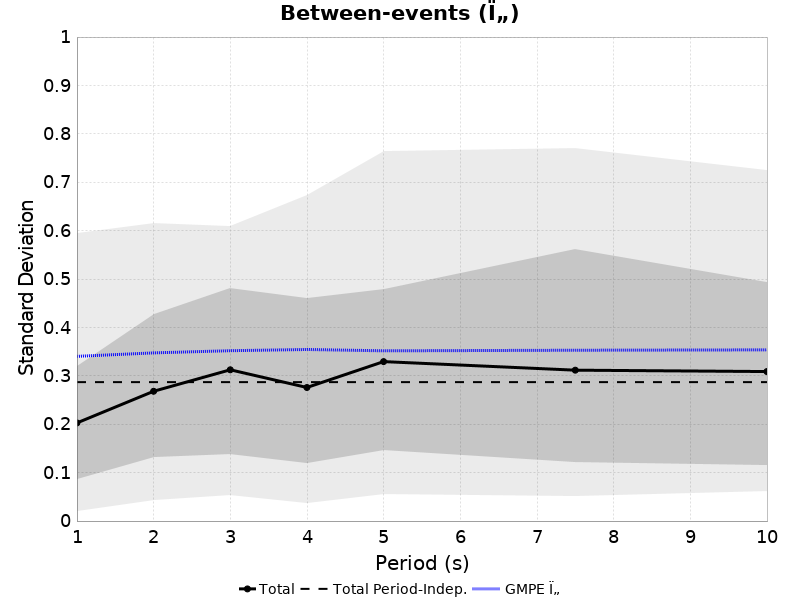 Between-events (Ï„)
1
0.9
0.8
0.7
0.6
0.5
0.4
0.3
0.2
0.1
0
Standard Deviation
1 2 3 4 5 6 7 8 9 10
Period (s)
Total Total Period-Indep. GMPE Ï„